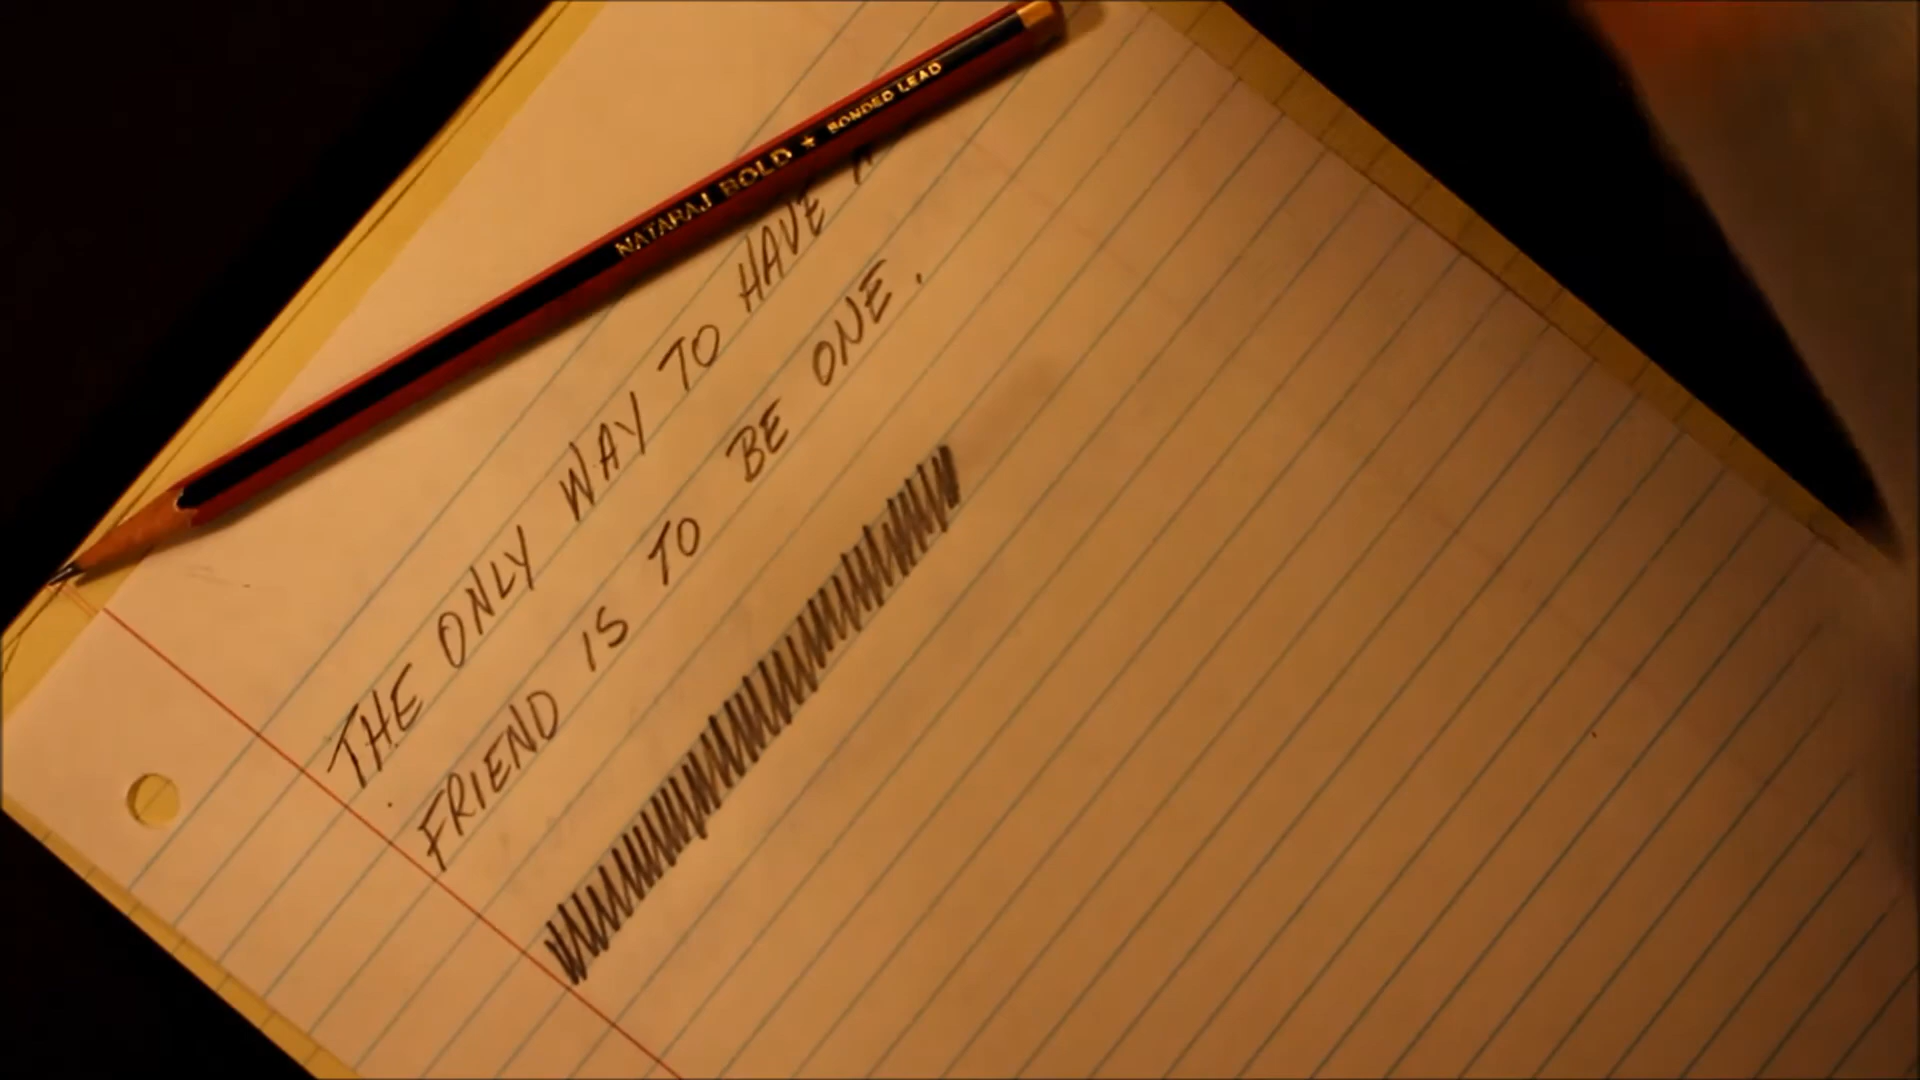 NATARAJ BOLD ★ BONDED LEAD
THE ONLY WAY TO HAVE
FRIEND IS TO BE ONE.